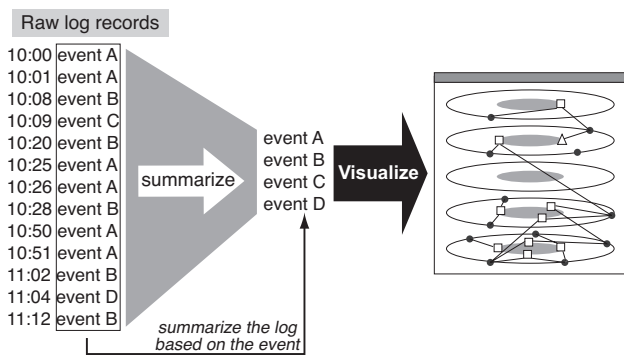 Raw log records
10:00 event A
10:01 event A
10:08 event B
10:09 event C
10:20 event B
10:25 event A
10:26 event A
10:28 event B
10:50 event A
10:51 event A
11:02 event B
11:04 event D
11:12 event B
summarize
event A
event B
event C
event D
Visualize
summarize the log
based on the event